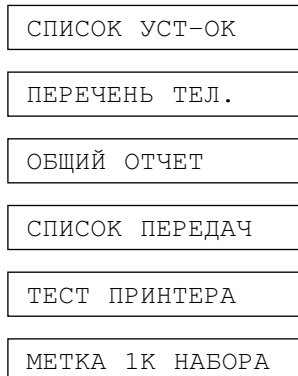 СПИСОК УСТ-ОК
ПЕРЕЧЕНЬ ТЕЛ.
ОБЩИЙ ОТЧЕТ
СПИСОК ПЕРЕДАЧ
ТЕСТ ПРИНТЕРА
МЕТКА 1К НАБОРА